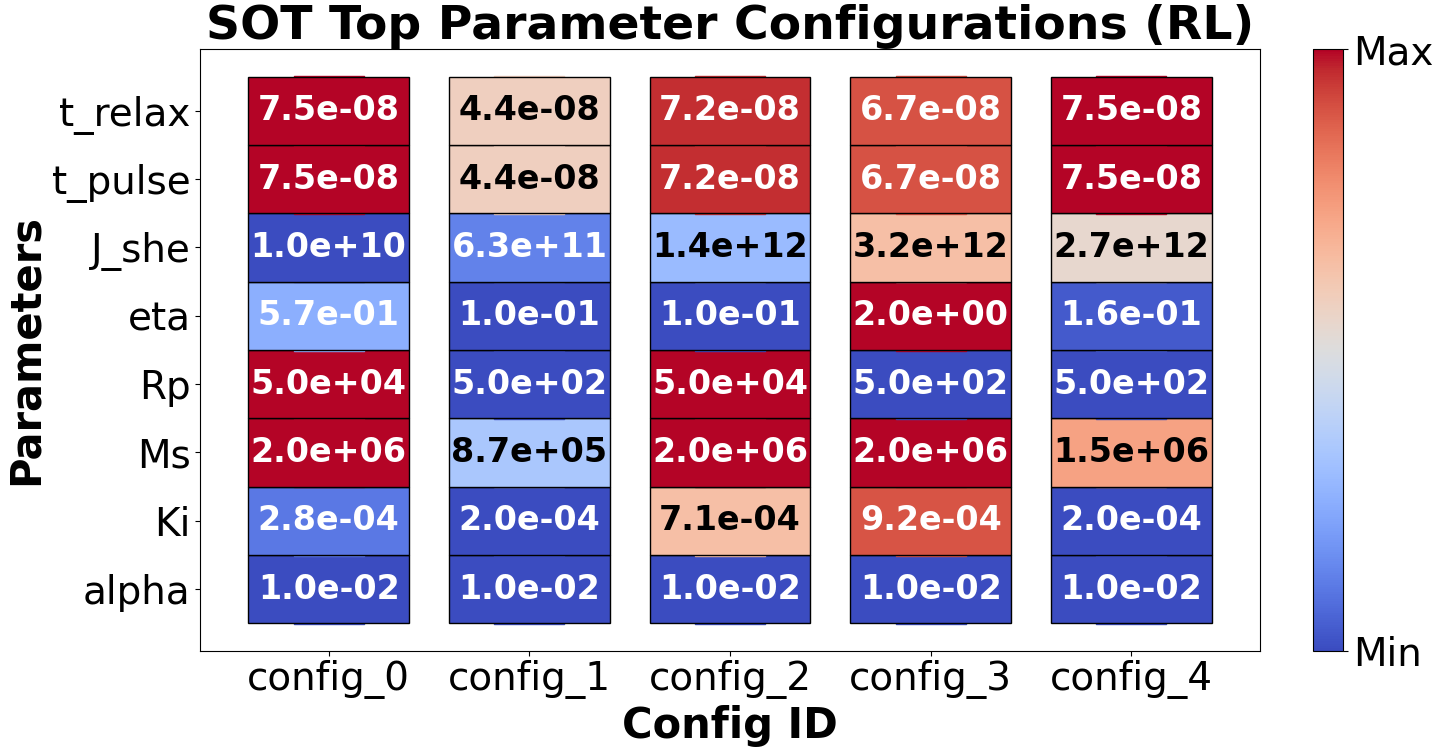 SOT Top Parameter Configurations (RL)
Max
t_relax 7.5e-08 4.4e-08 7.2e-08 6.7e-08 7.5e-08
t_pulse 7.5e-08 4.4e-08 7.2e-08 6.7e-08 7.5e-08
J_she 1.0e+10 6.3e+11 1.4e+12 3.2e+12 2.7e+12
eta 5.7e-01 1.0e-01 1.0e-01 2.0e+00 1.6e-01
Rp 5.0e+04 5.0e+02 5.0e+04 5.0e+02 5.0e+02
Ms 2.0e+06 8.7e+05 2.0e+06 2.0e+06 1.5e+06
Ki 2.8e-04 2.0e-04 7.1e-04 9.2e-04 2.0e-04
alpha 1.0e-02 1.0e-02 1.0e-02 1.0e-02 1.0e-02
Parameters
Min
config_0 config_1 config_2 config_3 config_4
Config ID